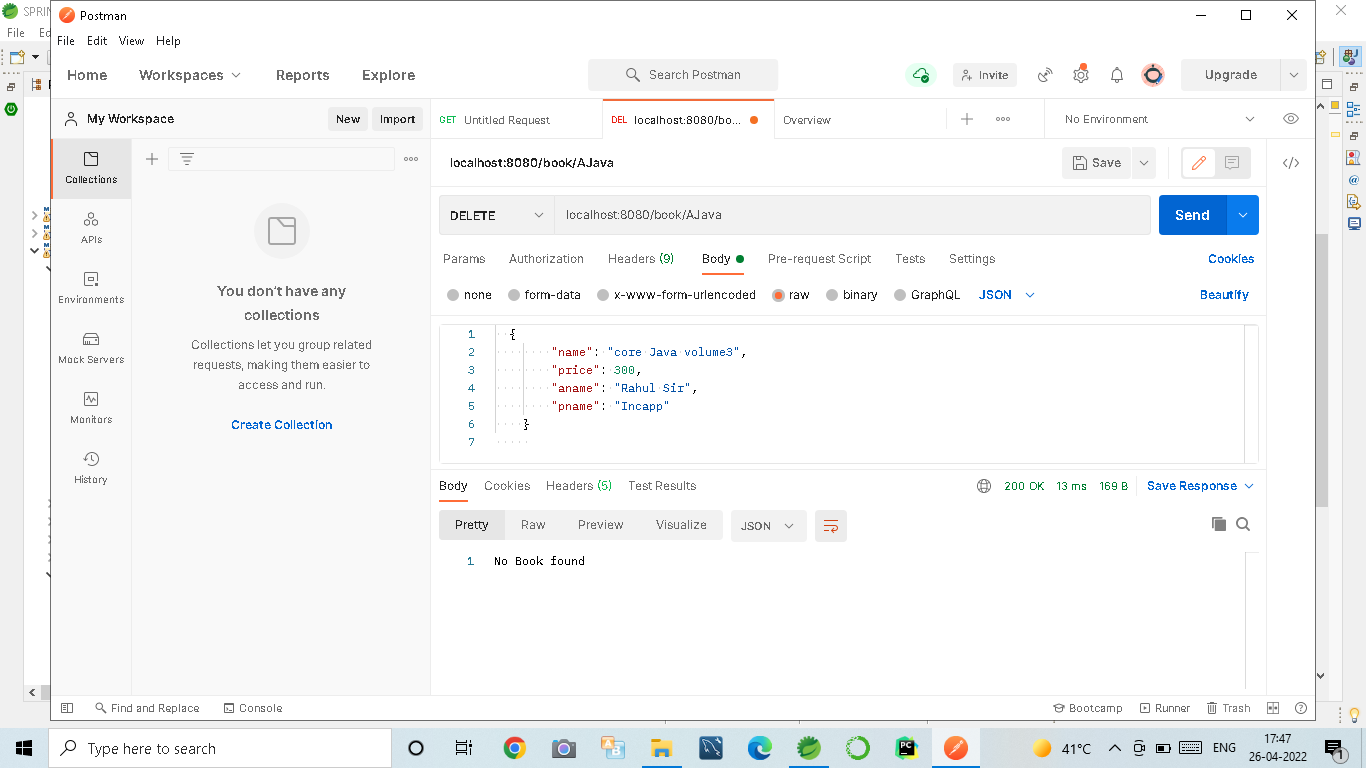 SPRIN
Postman
File
Ed
File Edit View Help
Home Workspaces Reports Explore
Search Postman
Invite
Upgrade
My Workspace
New
Import
GET Untitled Request
DEL localhost:8080/bo...
Overview
No Environment
Collections
APIs
Environments
Mock Servers
Monitors
History
You don't have any
collections
Collections let you group related
requests, making them easier to
access and run.
Create Collection
localhost:8080/book/AJava
Save
DELETE
localhost:8080/book/AJava
Send
Params Authorization Headers (9) Body Pre-request Script Tests Settings Cookies
none form-data x-www-form-urlencoded raw binary GraphQL JSON Beautify
1 {
2 "name": "core Java volume3",
3 "price": 300,
4 "aname": "Rahul Sir",
5 "pname": "Incapp"
6 }
7
Body Cookies Headers (5) Test Results 200 OK 13 ms 169 B Save Response
Pretty Raw Preview Visualize JSON
1 No Book found
Find and Replace Console Bootcamp Runner Trash
Type here to search
PC
41°C
ENG
17:47
26-04-2022
1